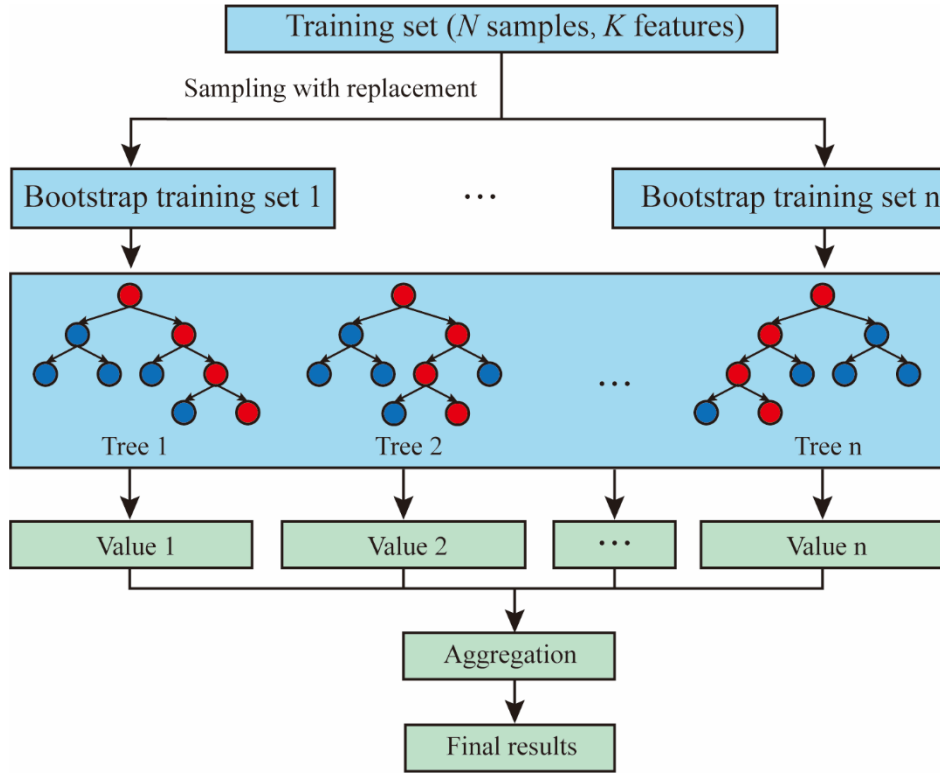 Training set (N samples, K features)
Sampling with replacement
Bootstrap training set 1
...
Bootstrap training set n
...
Tree 1
Tree 2
Tree n
Value 1
Value 2
...
Value n
Aggregation
Final results